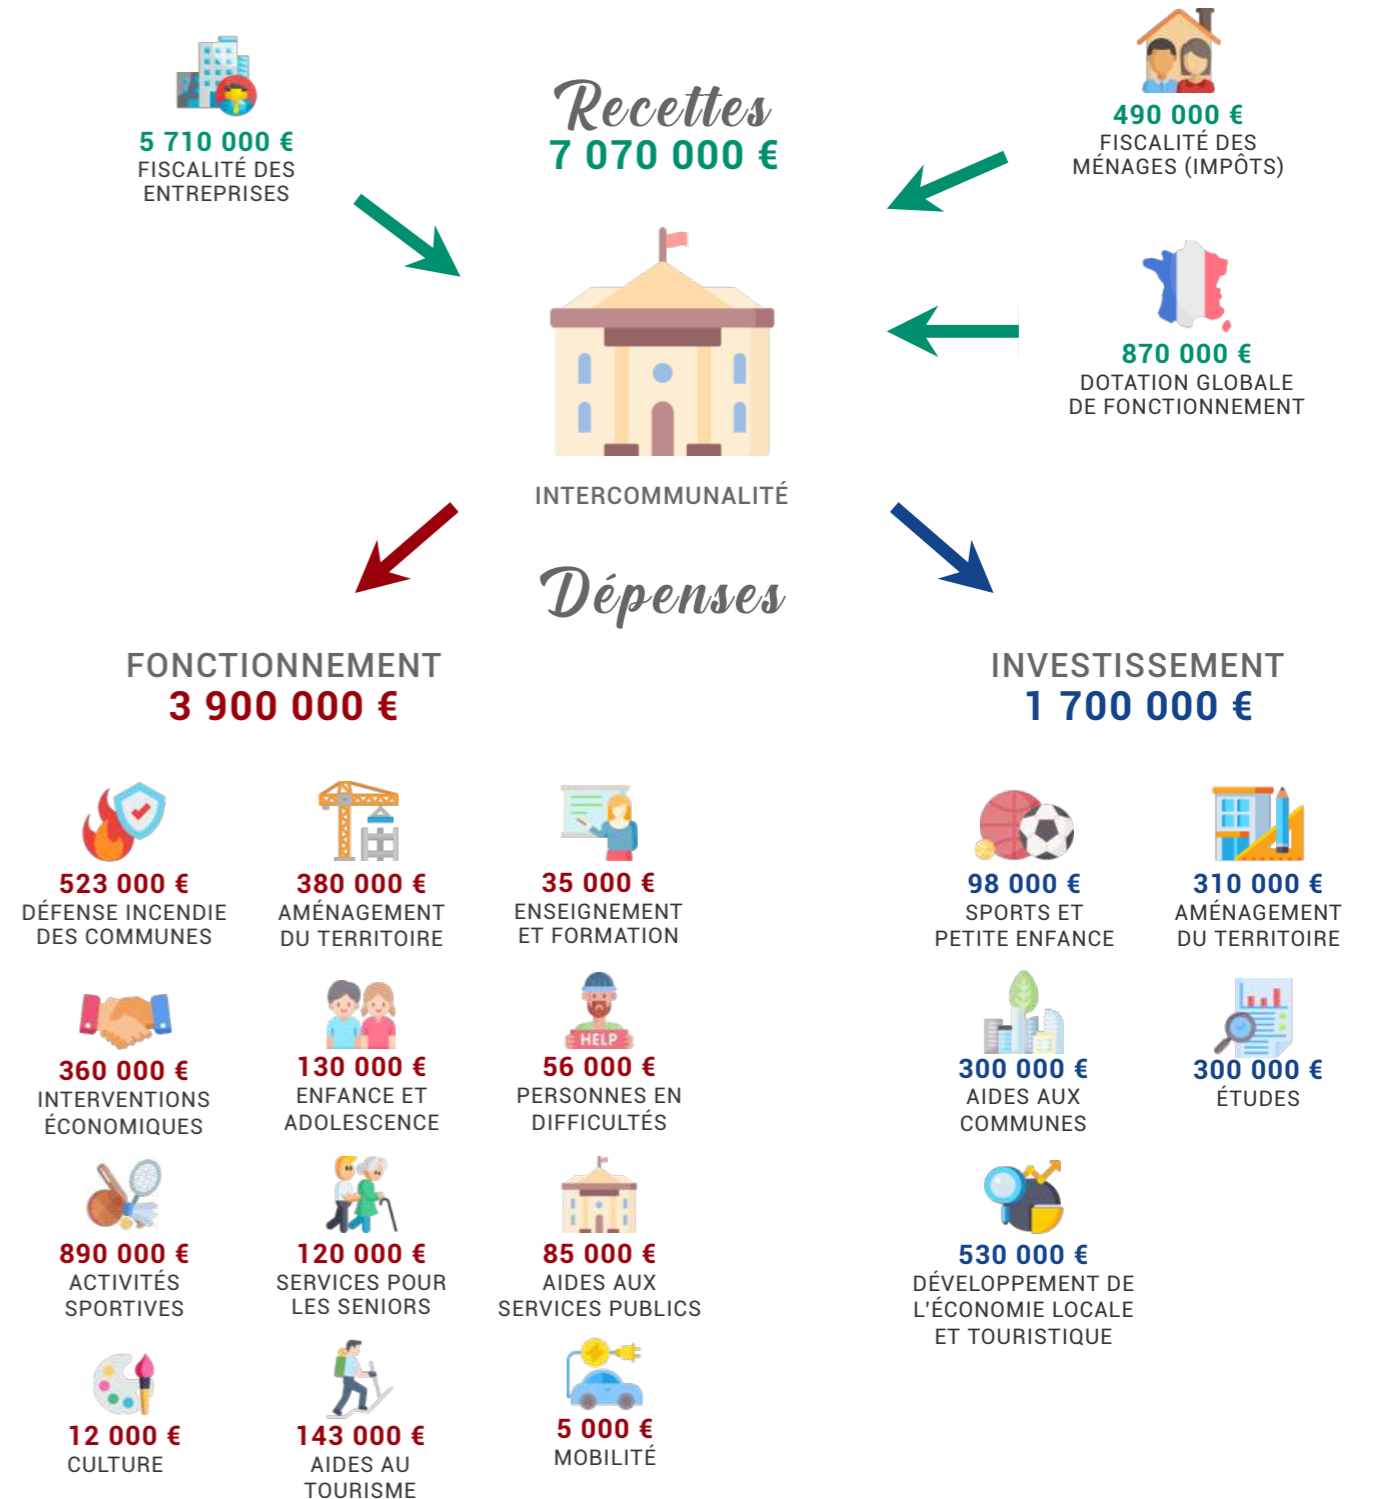 Recettes
7 070 000 €
5 710 000 €
FISCALITÉ DES
ENTREPRISES
490 000 €
FISCALITÉ DES
MÉNAGES (IMPÔTS)
870 000 €
DOTATION GLOBALE
DE FONCTIONNEMENT
INTERCOMMUNALITÉ
Dépenses
FONCTIONNEMENT
3 900 000 €
523 000 €
DÉFENSE INCENDIE
DES COMMUNES
380 000 €
AMÉNAGEMENT
DU TERRITOIRE
35 000 €
ENSEIGNEMENT
ET FORMATION
360 000 €
INTERVENTIONS
ÉCONOMIQUES
130 000 €
ENFANCE ET
ADOLESCENCE
HELP
56 000 €
PERSONNES EN
DIFFICULTÉS
890 000 €
ACTIVITÉS
SPORTIVES
120 000 €
SERVICES POUR
LES SENIORS
85 000 €
AIDES AUX
SERVICES PUBLICS
12 000 €
CULTURE
143 000 €
AIDES AU
TOURISME
5 000 €
MOBILITÉ
INVESTISSEMENT
1 700 000 €
98 000 €
SPORTS ET
PETITE ENFANCE
310 000 €
AMÉNAGEMENT
DU TERRITOIRE
300 000 €
AIDES AUX
COMMUNES
300 000 €
ÉTUDES
530 000 €
DÉVELOPPEMENT DE
L'ÉCONOMIE LOCALE
ET TOURISTIQUE